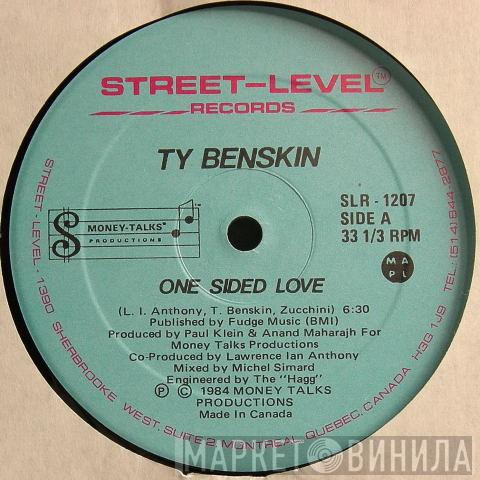 STREET-LEVEL™
RECORDS
TY BENSKIN
MONEY-TALKS™
PRODUCTIONS
SLR - 1207
SIDE A
33 1/3 RPM
M A P L
ONE SIDED LOVE
(L. I. Anthony, T. Benskin, Zucchini) 6:30
Published by Fudge Music (BMI)
Produced by Paul Klein & Anand Maharajh For
Money Talks Productions
Co-Produced by Lawrence Ian Anthony
Mixed by Michel Simard
Engineered by The "Hagg"
℗ © 1984 MONEY TALKS
PRODUCTIONS
Made In Canada
STREET - LEVEL • 1380 SHERBROOKE WEST, SUITE 2, MONTREAL QUEBEC, CANADA H3G 1J9 TEL.: (514) 844-2877
МАРКЕТ ВИНИЛА